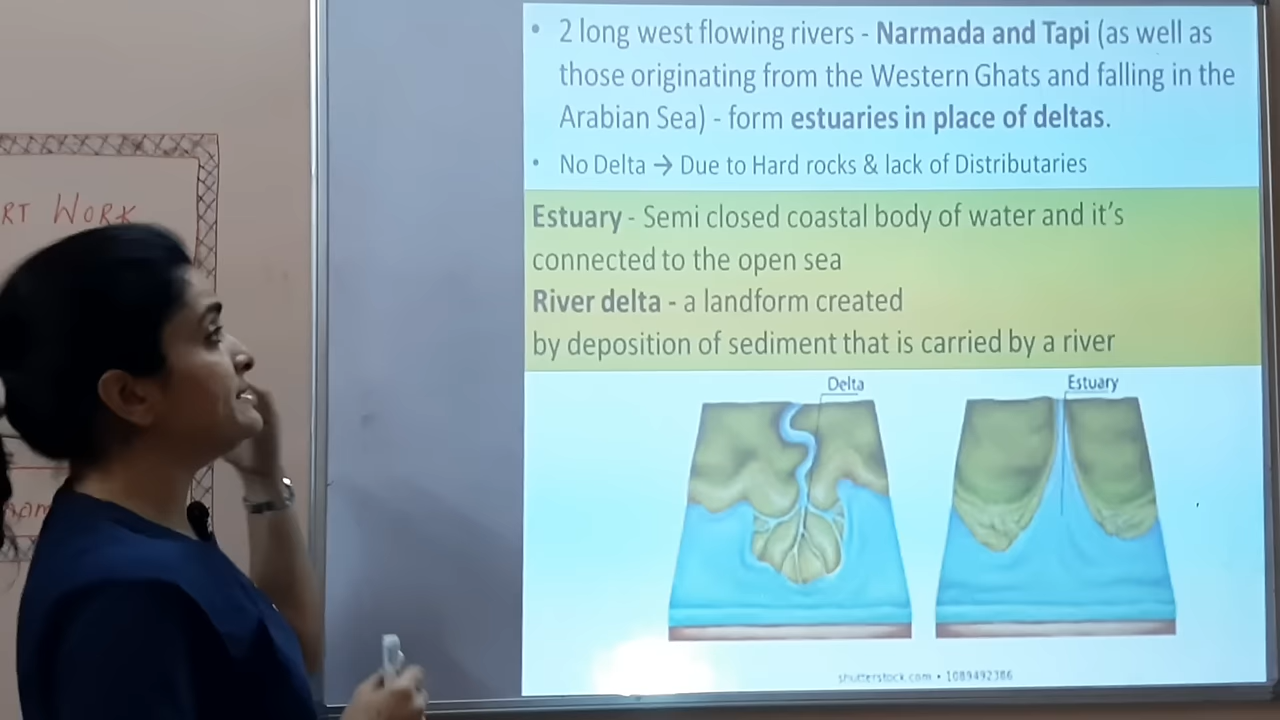 • 2 long west flowing rivers - Narmada and Tapi (as well as
those originating from the Western Ghats and falling in the
Arabian Sea) - form estuaries in place of deltas.
• No Delta → Due to Hard rocks & lack of Distributaries
Estuary - Semi closed coastal body of water and it's
connected to the open sea
River delta - a landform created
by deposition of sediment that is carried by a river
Delta
Estuary
shutterstock.com • 1089492386
RT WORK